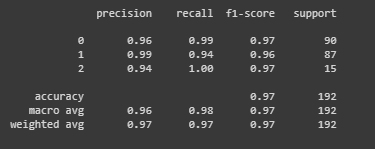 precision recall f1-score support
0 0.96 0.99 0.97 90
1 0.99 0.94 0.96 87
2 0.94 1.00 0.97 15
accuracy 0.97 192
macro avg 0.96 0.98 0.97 192
weighted avg 0.97 0.97 0.97 192